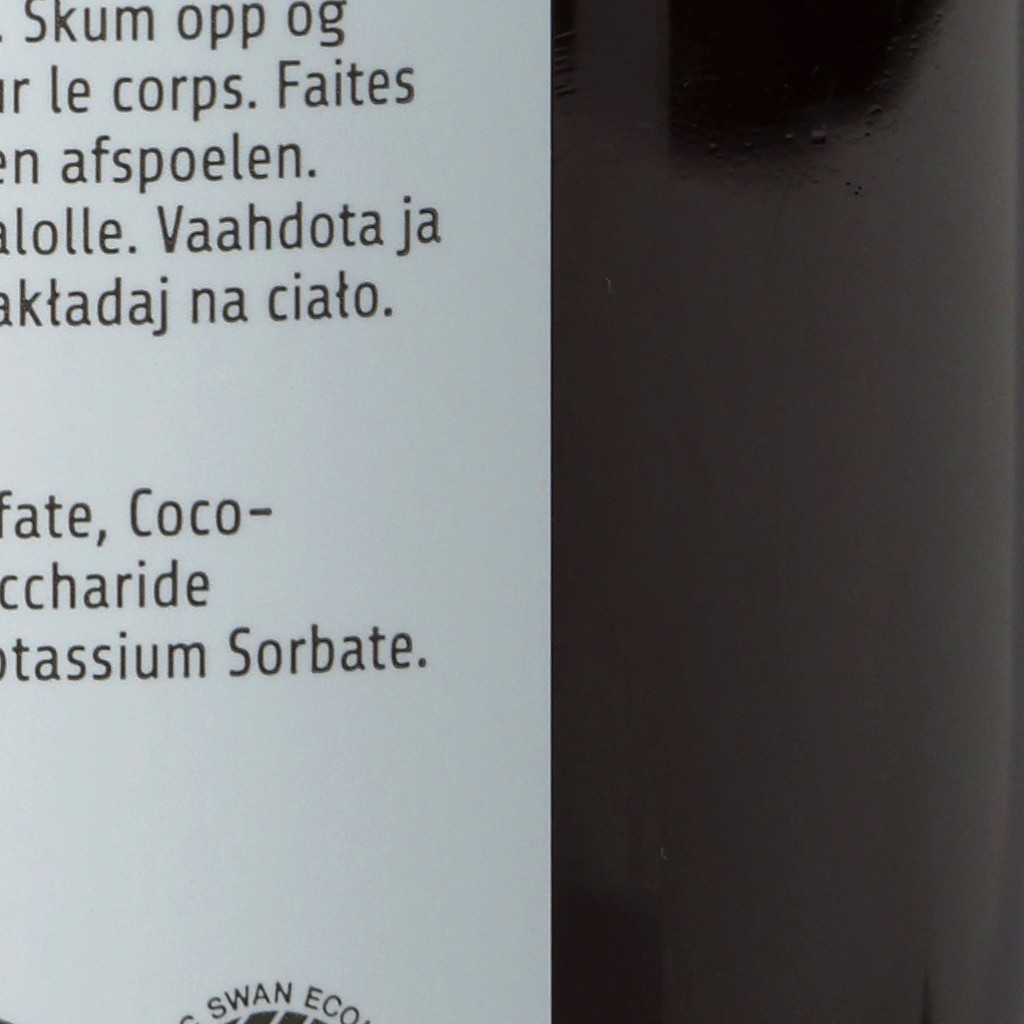 . Skum opp og
ur le corps. Faites
en afspoelen.
alolle. Vaahdota ja
akładaj na ciało.
fate, Coco-
ccharide
otassium Sorbate.
C SWAN ECO